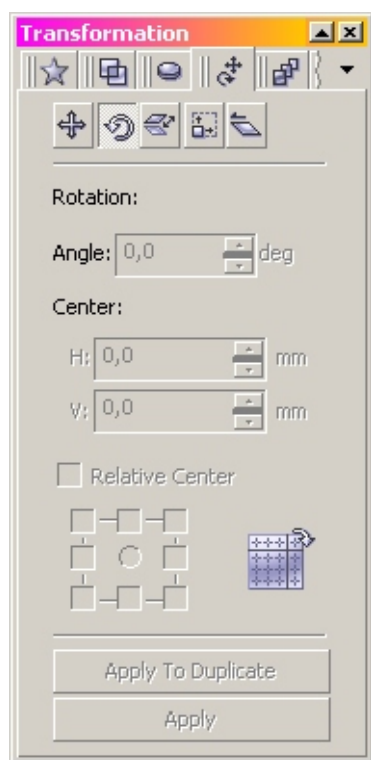 Transformation
Rotation:
Angle: 0,0 deg
Center:
H: 0,0 mm
V: 0,0 mm
Relative Center
Apply To Duplicate
Apply